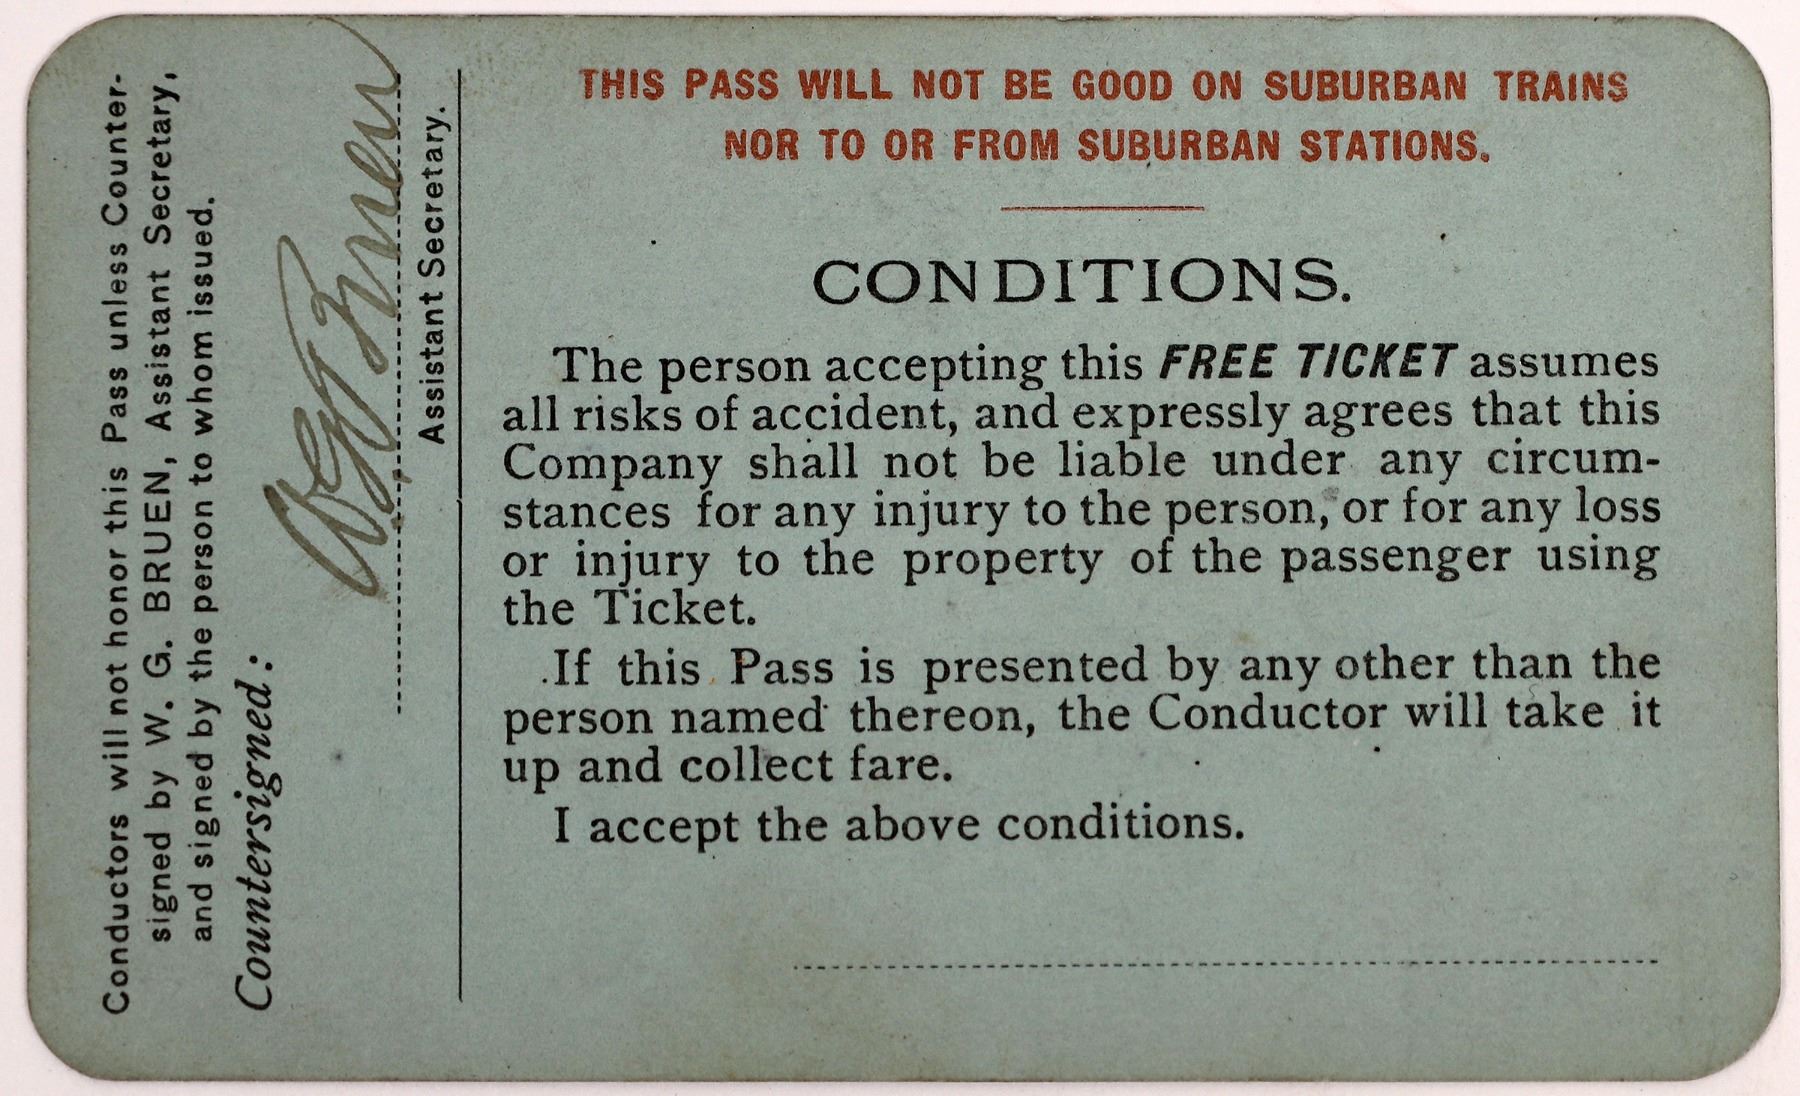 Conductors will not honor this Pass unless Counter-
signed by W. G. BRUEN, Assistant Secretary,
and signed by the person to whom issued.
Countersigned:
W G Bruen
Assistant Secretary.
THIS PASS WILL NOT BE GOOD ON SUBURBAN TRAINS
NOR TO OR FROM SUBURBAN STATIONS.
CONDITIONS.
The person accepting this FREE TICKET assumes
all risks of accident, and expressly agrees that this
Company shall not be liable under any circum-
stances for any injury to the person, or for any loss
or injury to the property of the passenger using
the Ticket.
If this Pass is presented by any other than the
person named thereon, the Conductor will take it
up and collect fare.
I accept the above conditions.